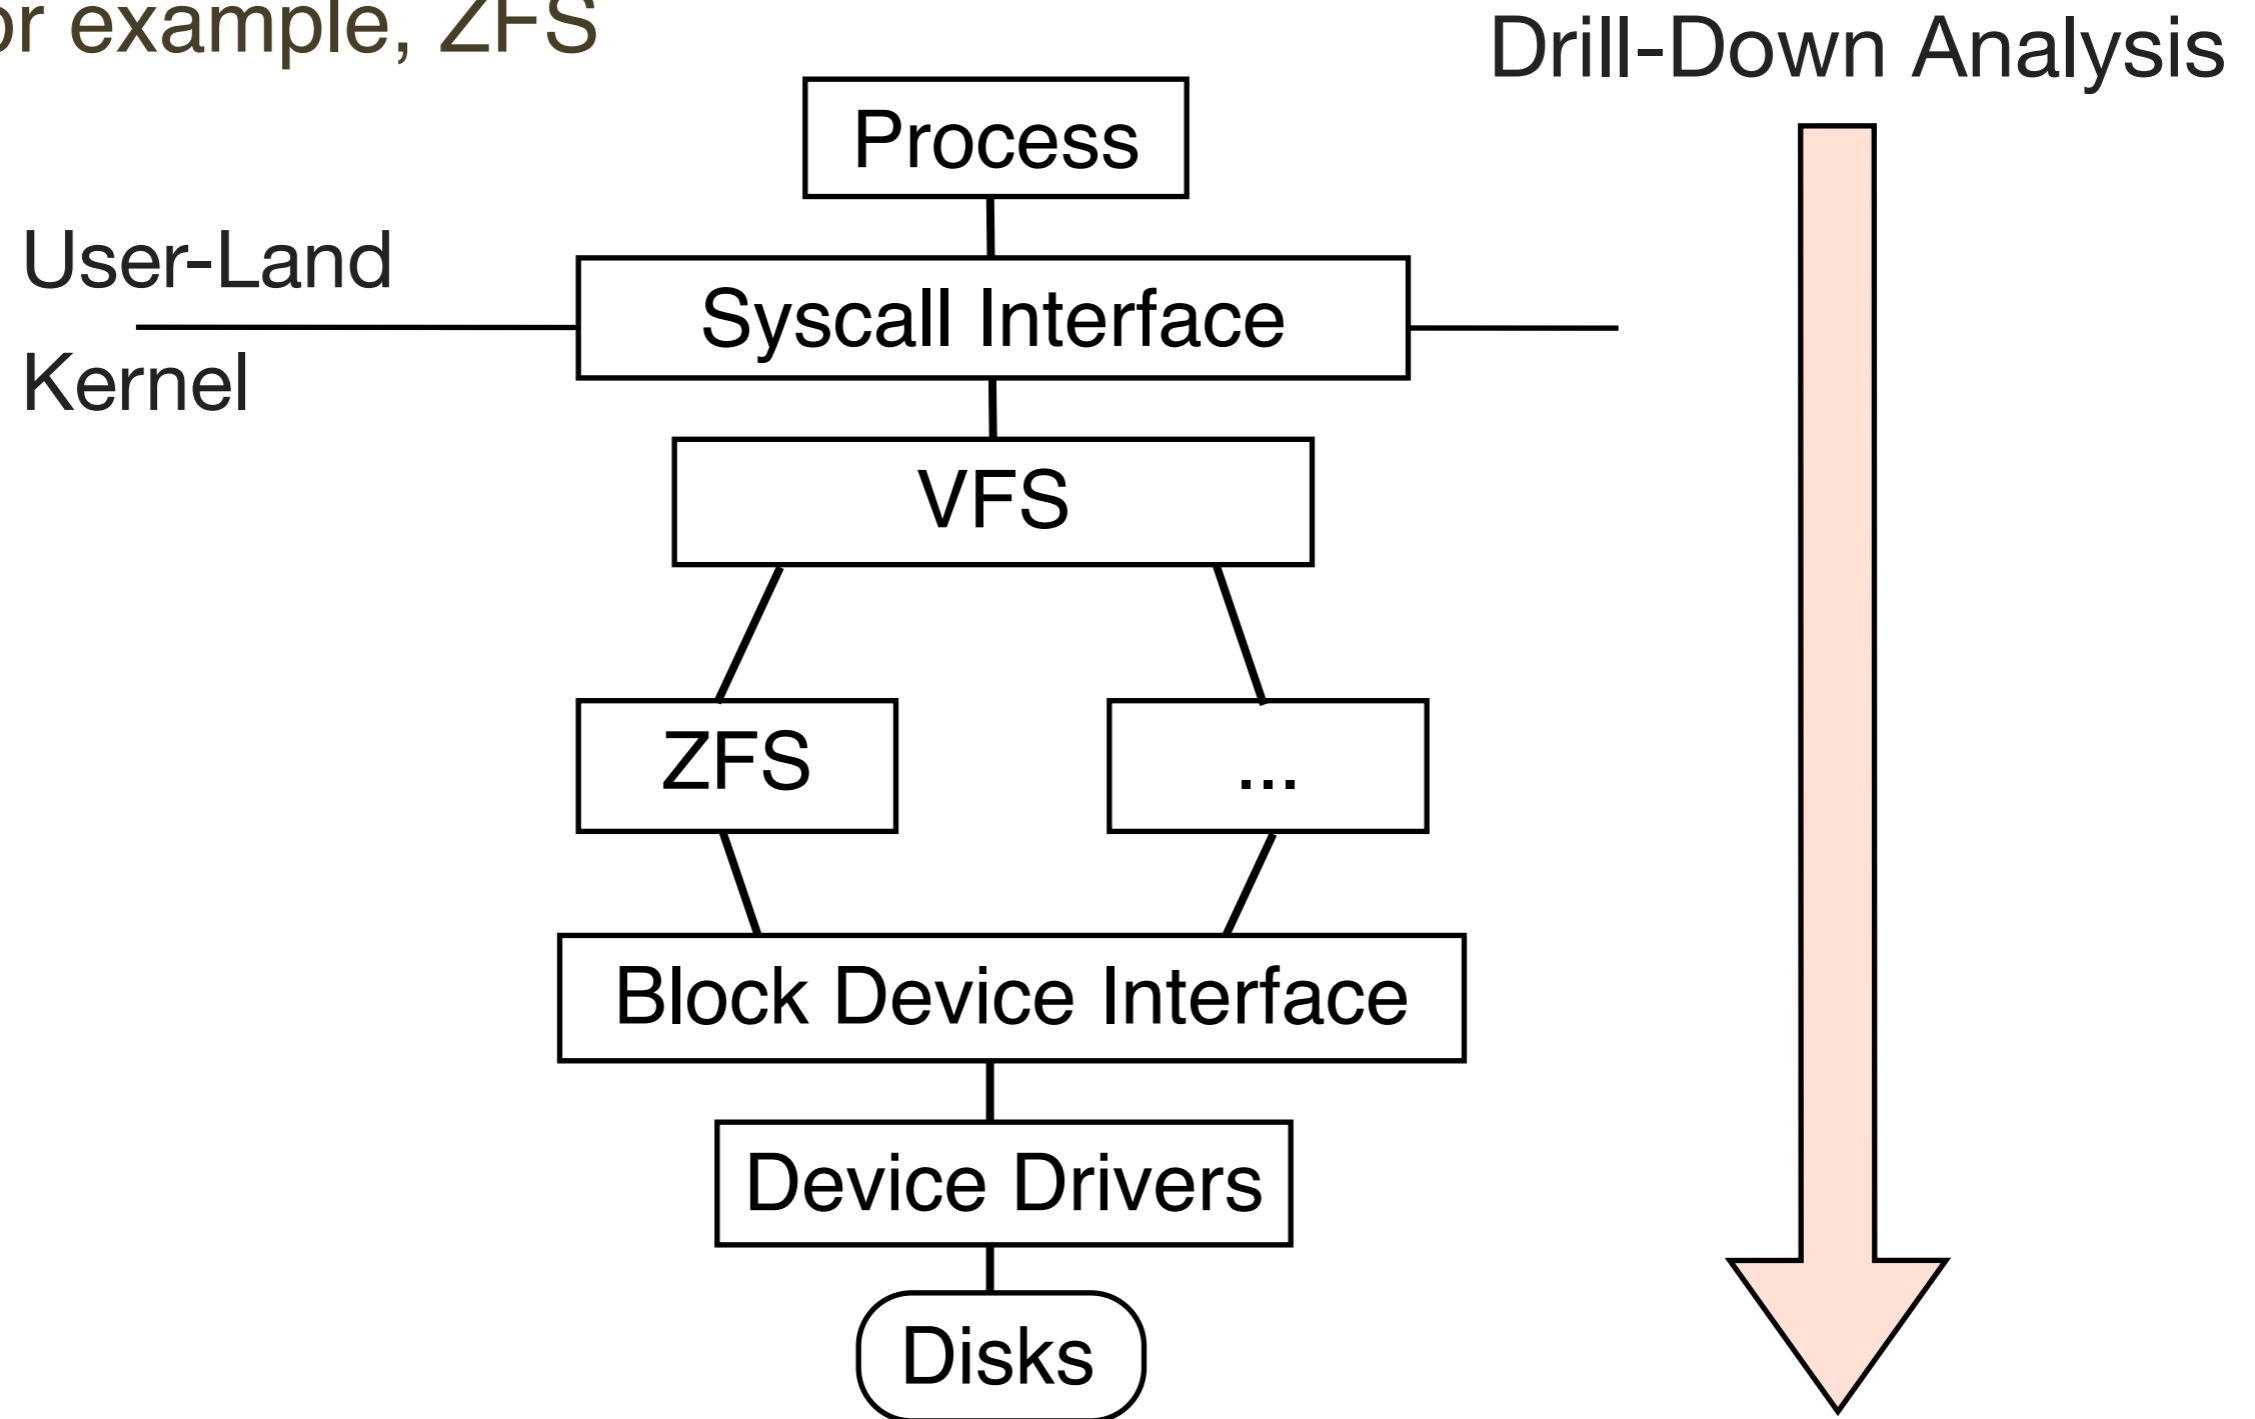 or example, ZFS
Drill-Down Analysis
Process
User-Land
Syscall Interface
Kernel
VFS
ZFS
...
Block Device Interface
Device Drivers
Disks